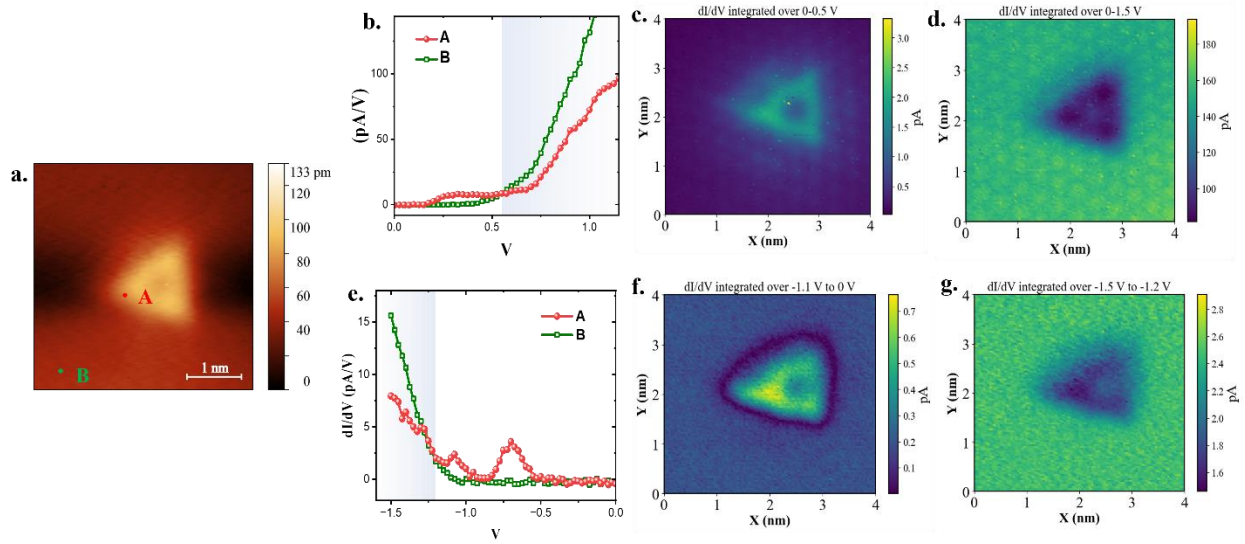 a.
133 pm
120
100
80
60
40
20
0
A
B
1 nm
b.
A
B
(pA/V)
100
50
0
0.0
0.5
1.0
V
c.
dI/dV integrated over 0-0.5 V
Y (nm)
4
3
2
1
0
0
1
2
3
4
X (nm)
3.0
2.5
2.0
1.5
1.0
0.5
pA
d.
dI/dV integrated over 0-1.5 V
Y (nm)
4
3
2
1
0
0
1
2
3
4
X (nm)
180
160
140
120
100
pA
e.
A
B
dI/dV (pA/V)
15
10
5
0
−1.5
−1.0
−0.5
0.0
V
f.
dI/dV integrated over -1.1 V to 0 V
Y (nm)
4
3
2
1
0
0
1
2
3
4
X (nm)
0.7
0.6
0.5
0.4
0.3
0.2
0.1
pA
g.
dI/dV integrated over -1.5 V to -1.2 V
Y (nm)
4
3
2
1
0
0
1
2
3
4
X (nm)
2.8
2.6
2.4
2.2
2.0
1.8
1.6
pA